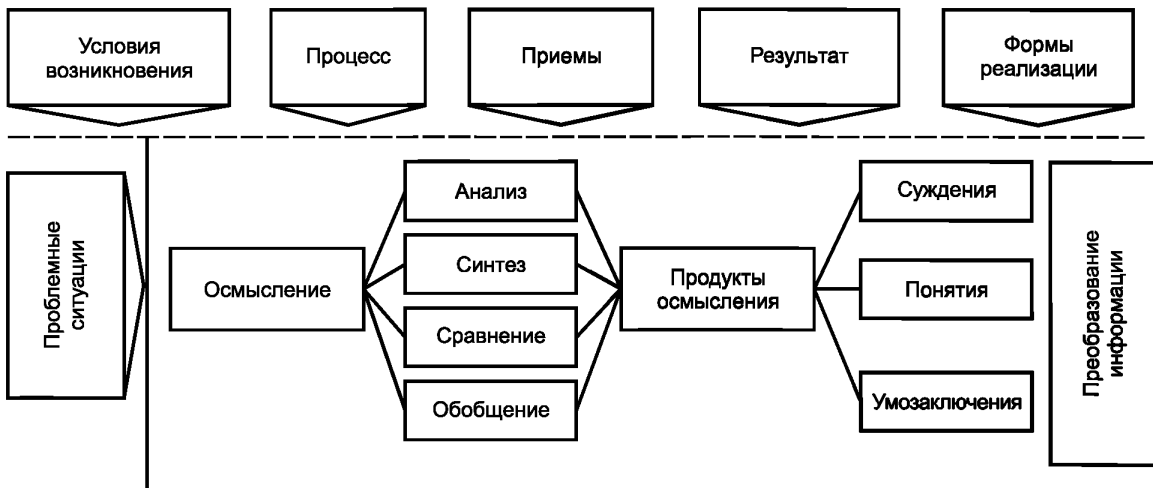 Условия
возникновения
Процесс
Приемы
Результат
Формы
реализации
Проблемные
ситуации
Осмысление
Анализ
Синтез
Сравнение
Обобщение
Продукты
осмысления
Суждения
Понятия
Умозаключения
Преобразование
информации